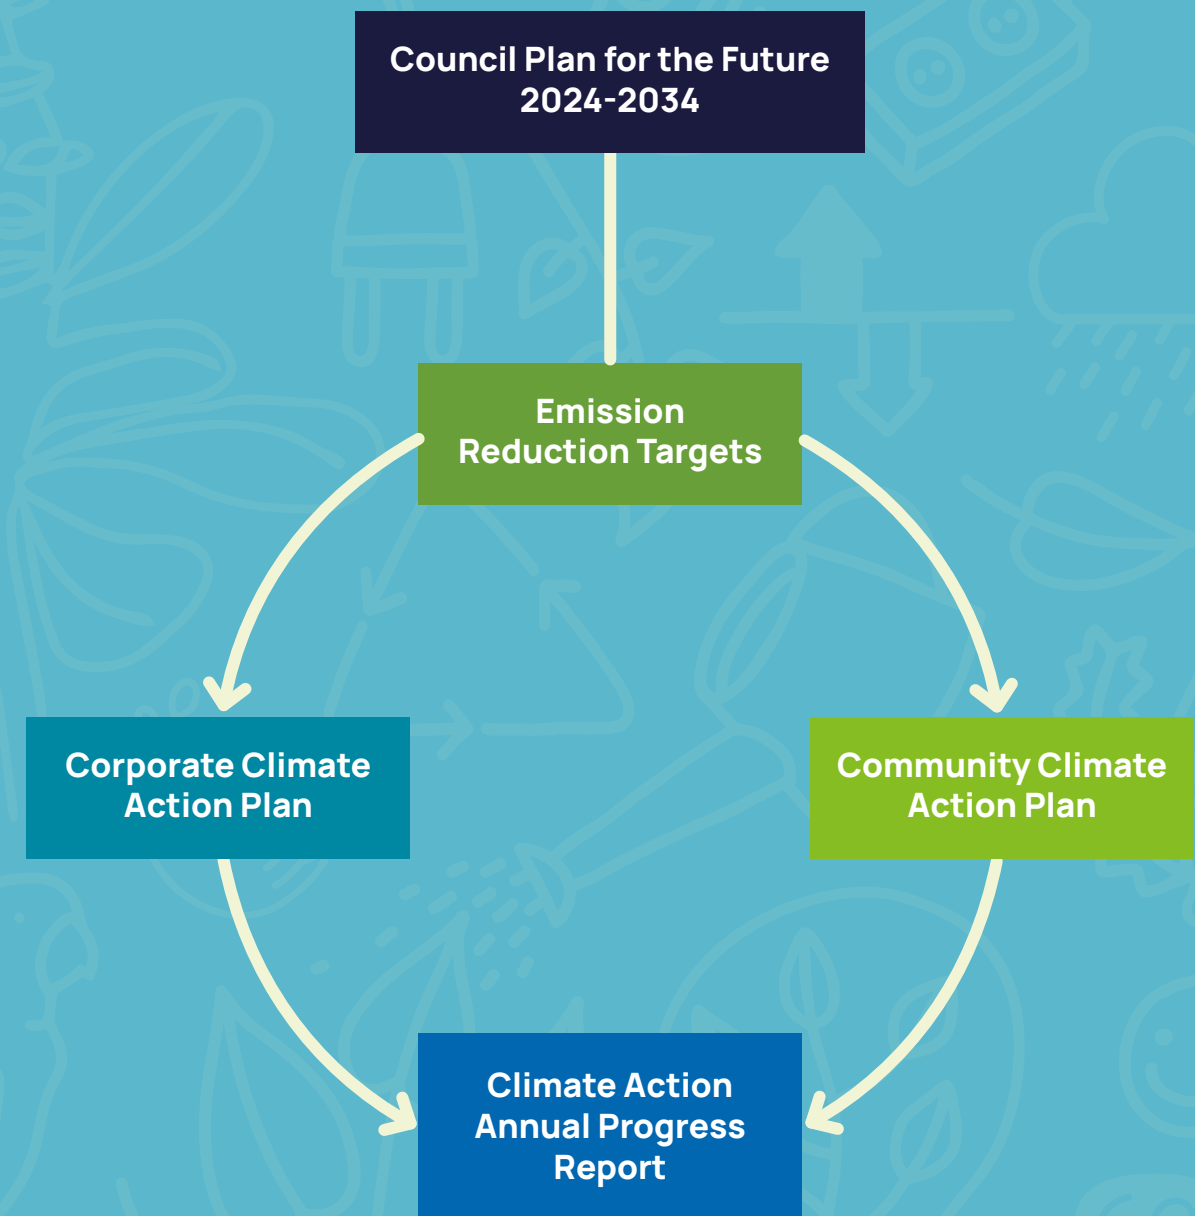 Council Plan for the Future
2024-2034
Emission
Reduction Targets
Corporate Climate
Action Plan
Community Climate
Action Plan
Climate Action
Annual Progress
Report